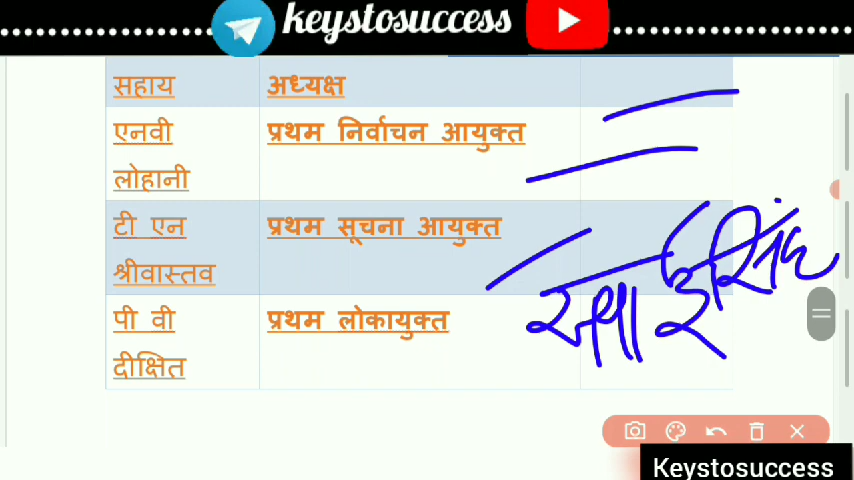 keystosuccess
सहाय अध्यक्ष
एनवी प्रथम निर्वाचन आयुक्त
लोहानी
टी एन प्रथम सूचना आयुक्त
श्रीवास्तव
पी वी प्रथम लोकायुक्त
दीक्षित
Keystosuccess